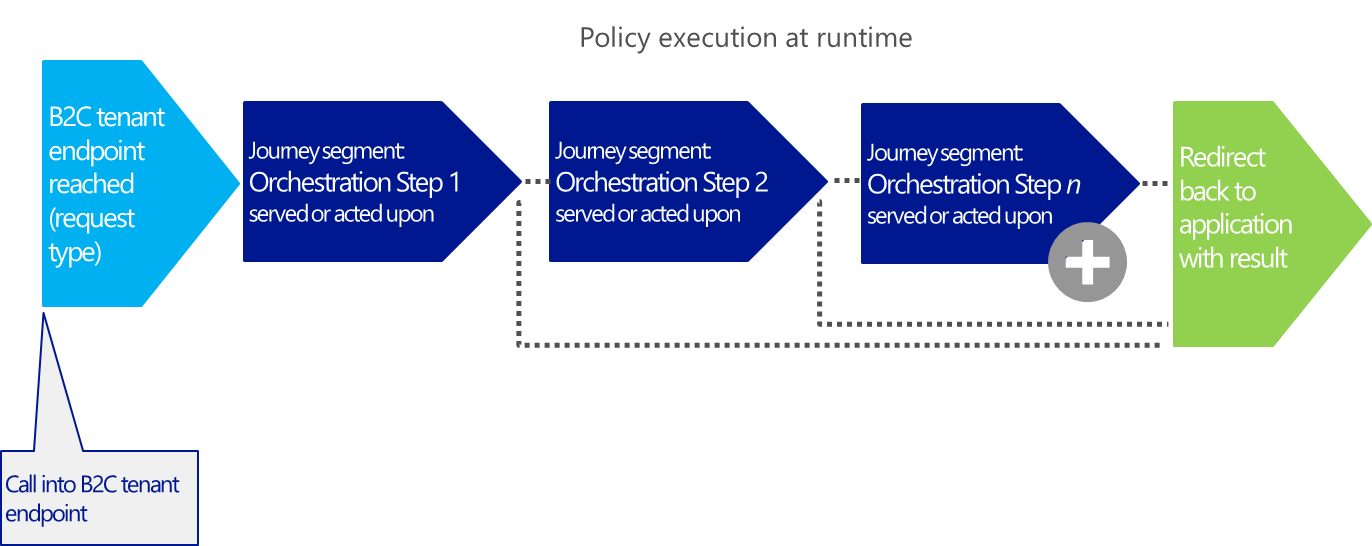 Policy execution at runtime
B2C tenant
endpoint
reached
(request
type)
Journey segment:
Orchestration Step 1
served or acted upon
Journey segment:
Orchestration Step 2
served or acted upon
Journey segment:
Orchestration Step n
served or acted upon
Redirect
back to
application
with result
Call into B2C tenant
endpoint